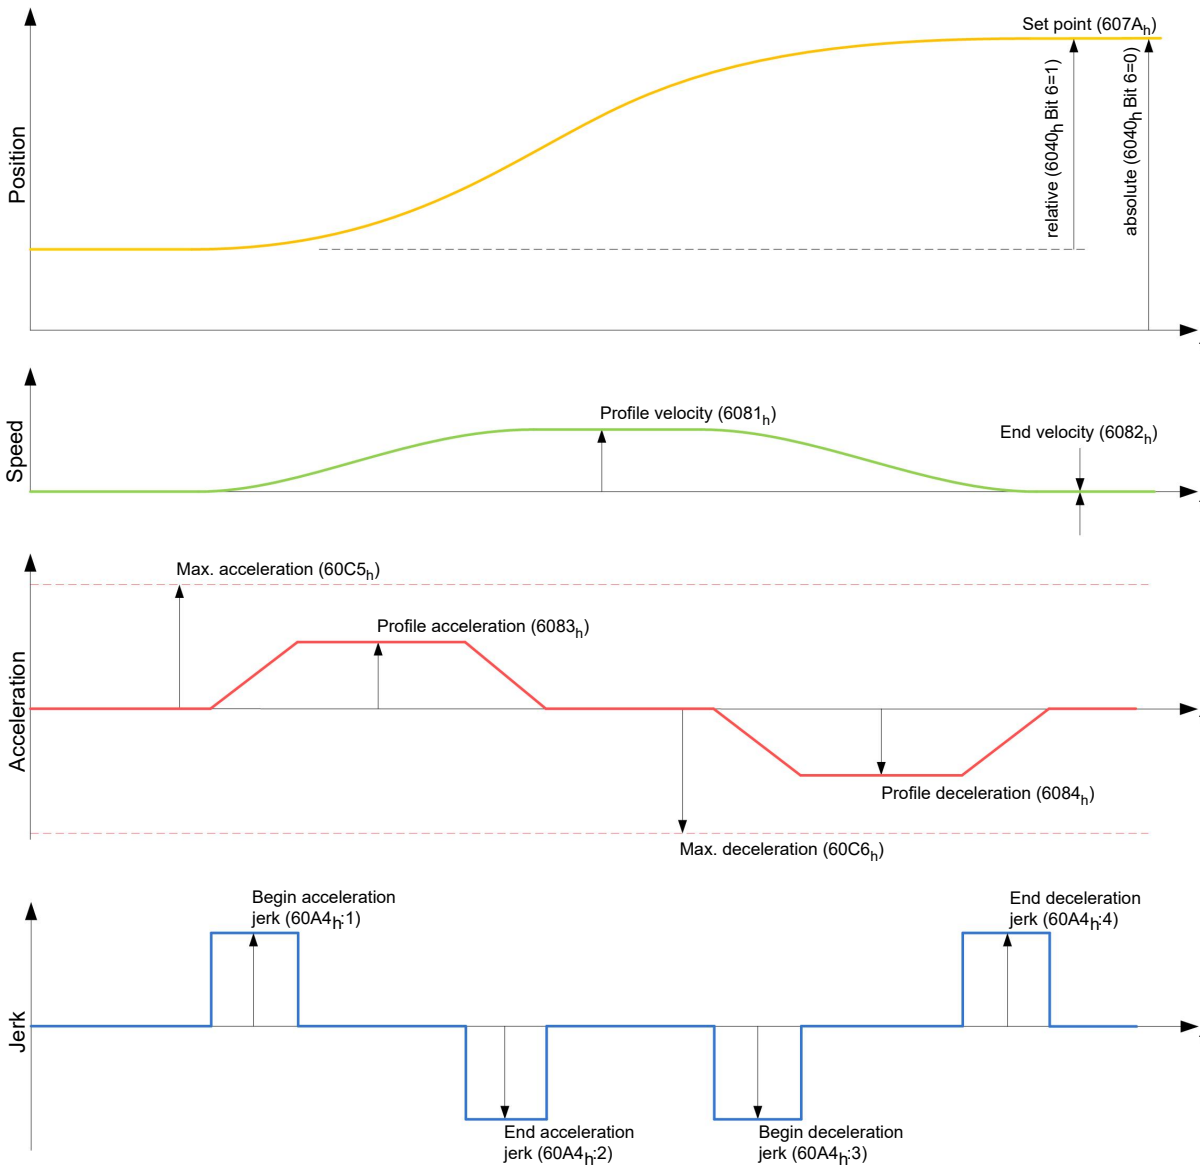 Set point (607Ah)
relative (6040h Bit 6=1)
absolute (6040h Bit 6=0)
Position
Profile velocity (6081h)
End velocity (6082h)
Speed
Max. acceleration (60C5h)
Profile acceleration (6083h)
Acceleration
Profile deceleration (6084h)
Max. deceleration (60C6h)
Begin acceleration
jerk (60A4h:1)
End deceleration
jerk (60A4h:4)
Jerk
End acceleration
jerk (60A4h:2)
Begin deceleration
jerk (60A4h:3)